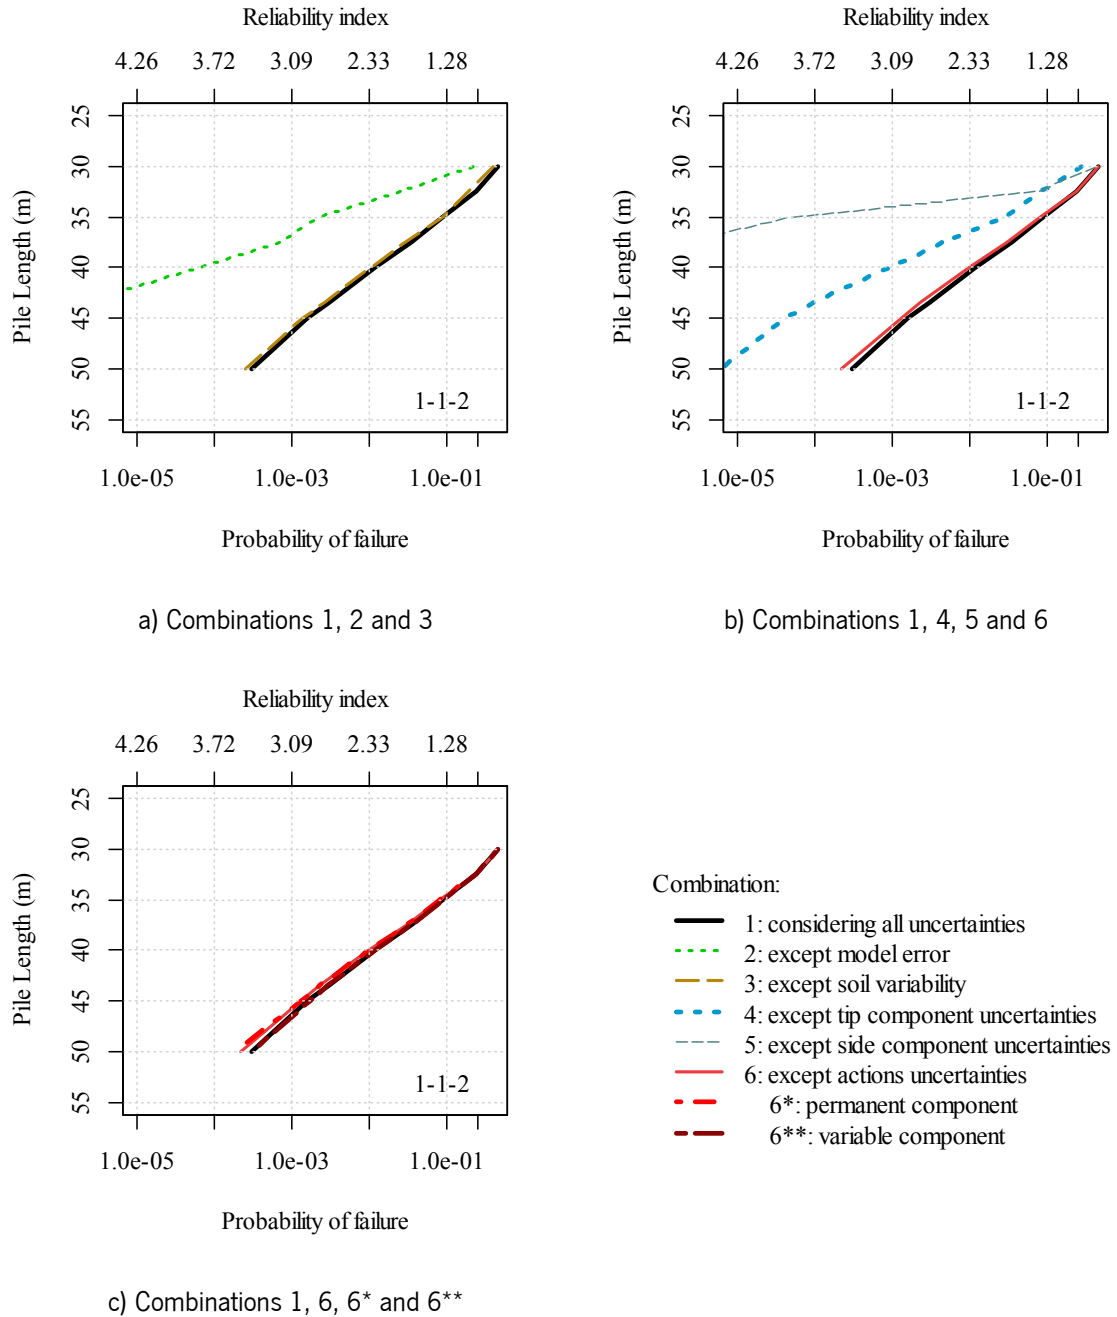 Reliability index
4.26 3.72 3.09 2.33 1.28
Pile Length (m)
25
30
35
40
45
50
55
1-1-2
1.0e-05 1.0e-03 1.0e-01
Probability of failure
a) Combinations 1, 2 and 3
Reliability index
4.26 3.72 3.09 2.33 1.28
Pile Length (m)
25
30
35
40
45
50
55
1-1-2
1.0e-05 1.0e-03 1.0e-01
Probability of failure
b) Combinations 1, 4, 5 and 6
Reliability index
4.26 3.72 3.09 2.33 1.28
Pile Length (m)
25
30
35
40
45
50
55
1-1-2
1.0e-05 1.0e-03 1.0e-01
Probability of failure
c) Combinations 1, 6, 6* and 6**
Combination:
1: considering all uncertainties
2: except model error
3: except soil variability
4: except tip component uncertainties
5: except side component uncertainties
6: except actions uncertainties
6*: permanent component
6**: variable component